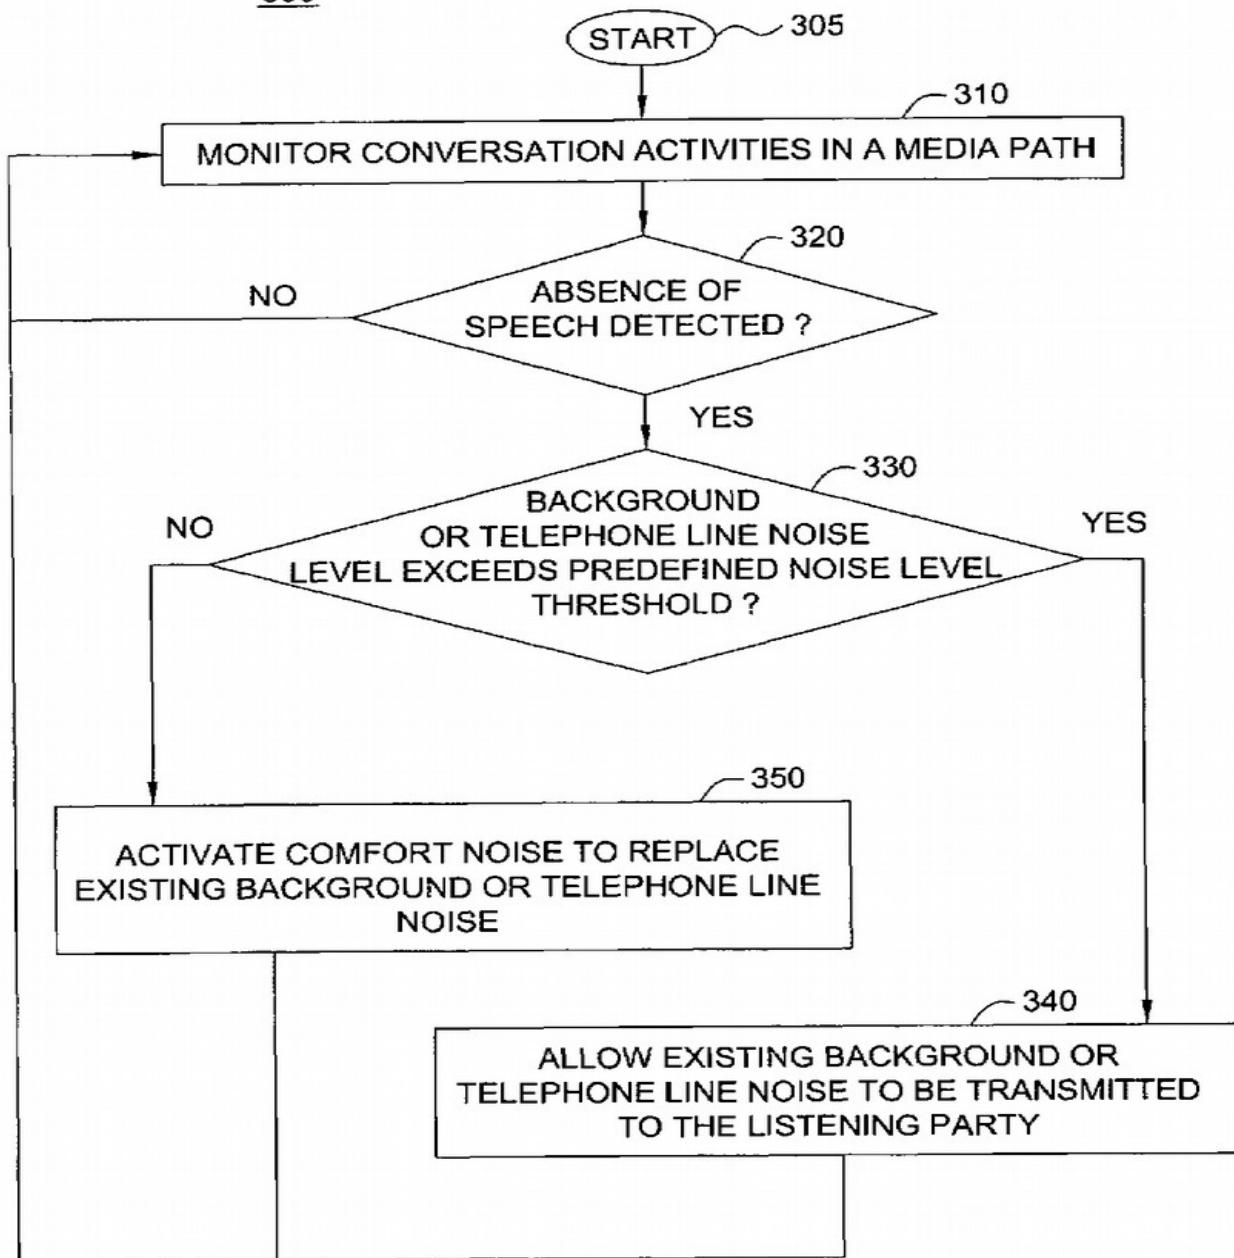 START
305
310
MONITOR CONVERSATION ACTIVITIES IN A MEDIA PATH
320
NO
ABSENCE OF
SPEECH DETECTED ?
YES
330
NO
BACKGROUND
OR TELEPHONE LINE NOISE
LEVEL EXCEEDS PREDEFINED NOISE LEVEL
THRESHOLD ?
YES
350
ACTIVATE COMFORT NOISE TO REPLACE
EXISTING BACKGROUND OR TELEPHONE LINE
NOISE
340
ALLOW EXISTING BACKGROUND OR
TELEPHONE LINE NOISE TO BE TRANSMITTED
TO THE LISTENING PARTY